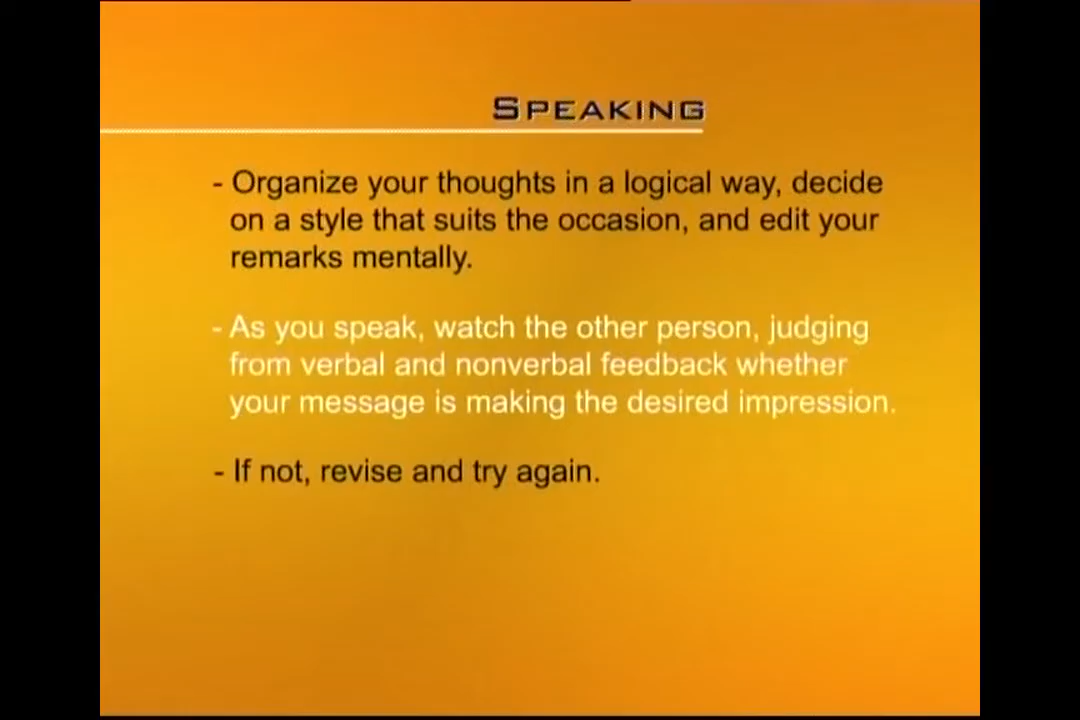 Speaking
- Organize your thoughts in a logical way, decide
on a style that suits the occasion, and edit your
remarks mentally.
- As you speak, watch the other person, judging
from verbal and nonverbal feedback whether
your message is making the desired impression.
- If not, revise and try again.